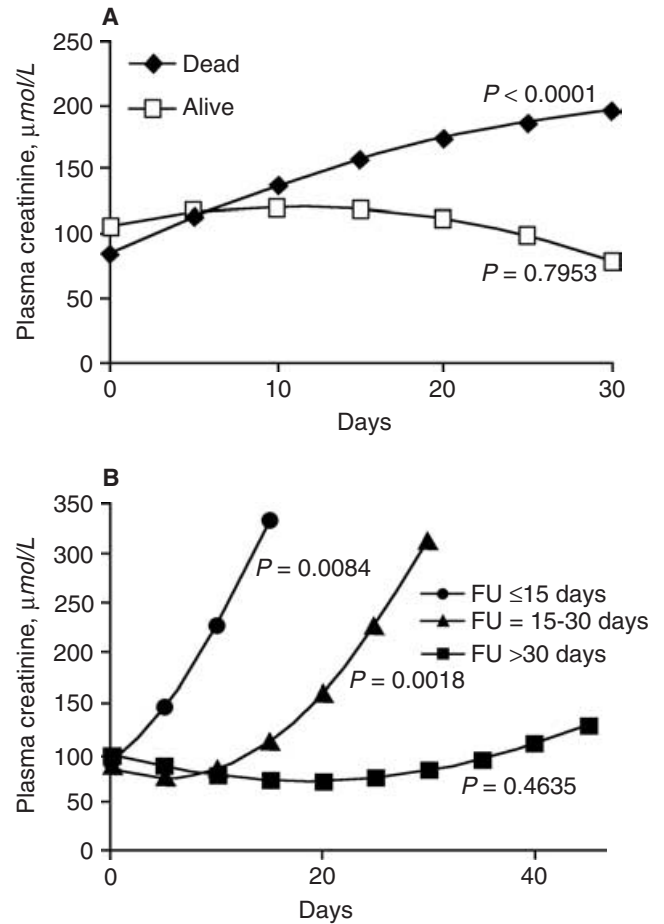 A
250
200
150
100
50
0
Plasma creatinine, μmol/L
Dead
Alive
P < 0.0001
P = 0.7953
0
10
20
30
Days
B
350
300
250
200
150
100
50
0
Plasma creatinine, μmol/L
P = 0.0084
FU ≤15 days
FU = 15-30 days
FU >30 days
P = 0.0018
P = 0.4635
0
20
40
Days